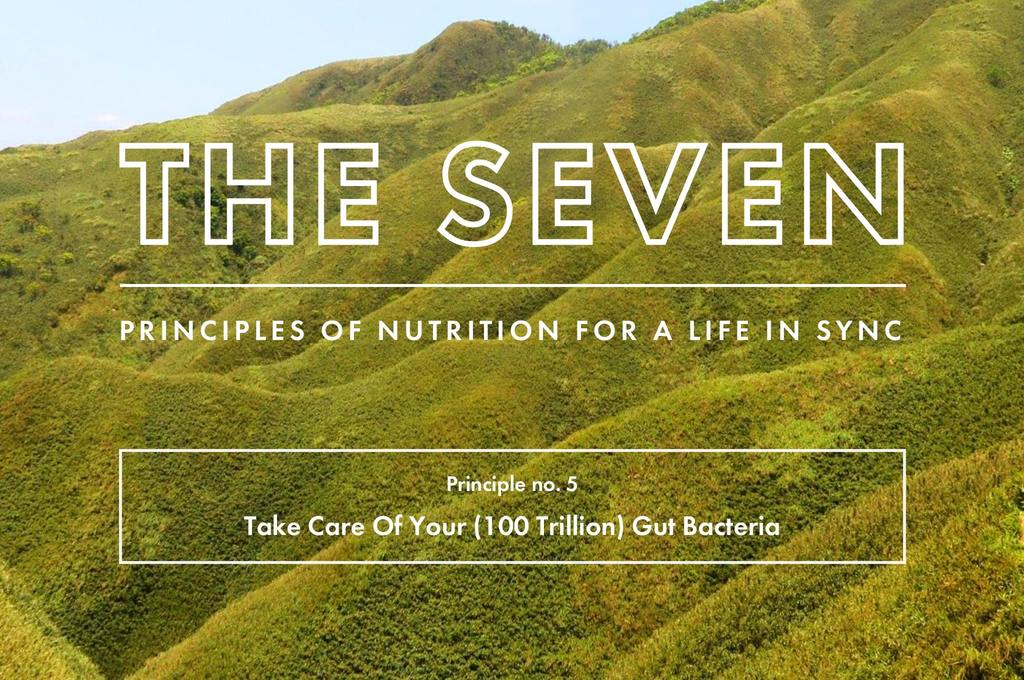 THE SEVEN
PRINCIPLES OF NUTRITION FOR A LIFE IN SYNC
Principle no. 5
Take Care Of Your (100 Trillion) Gut Bacteria